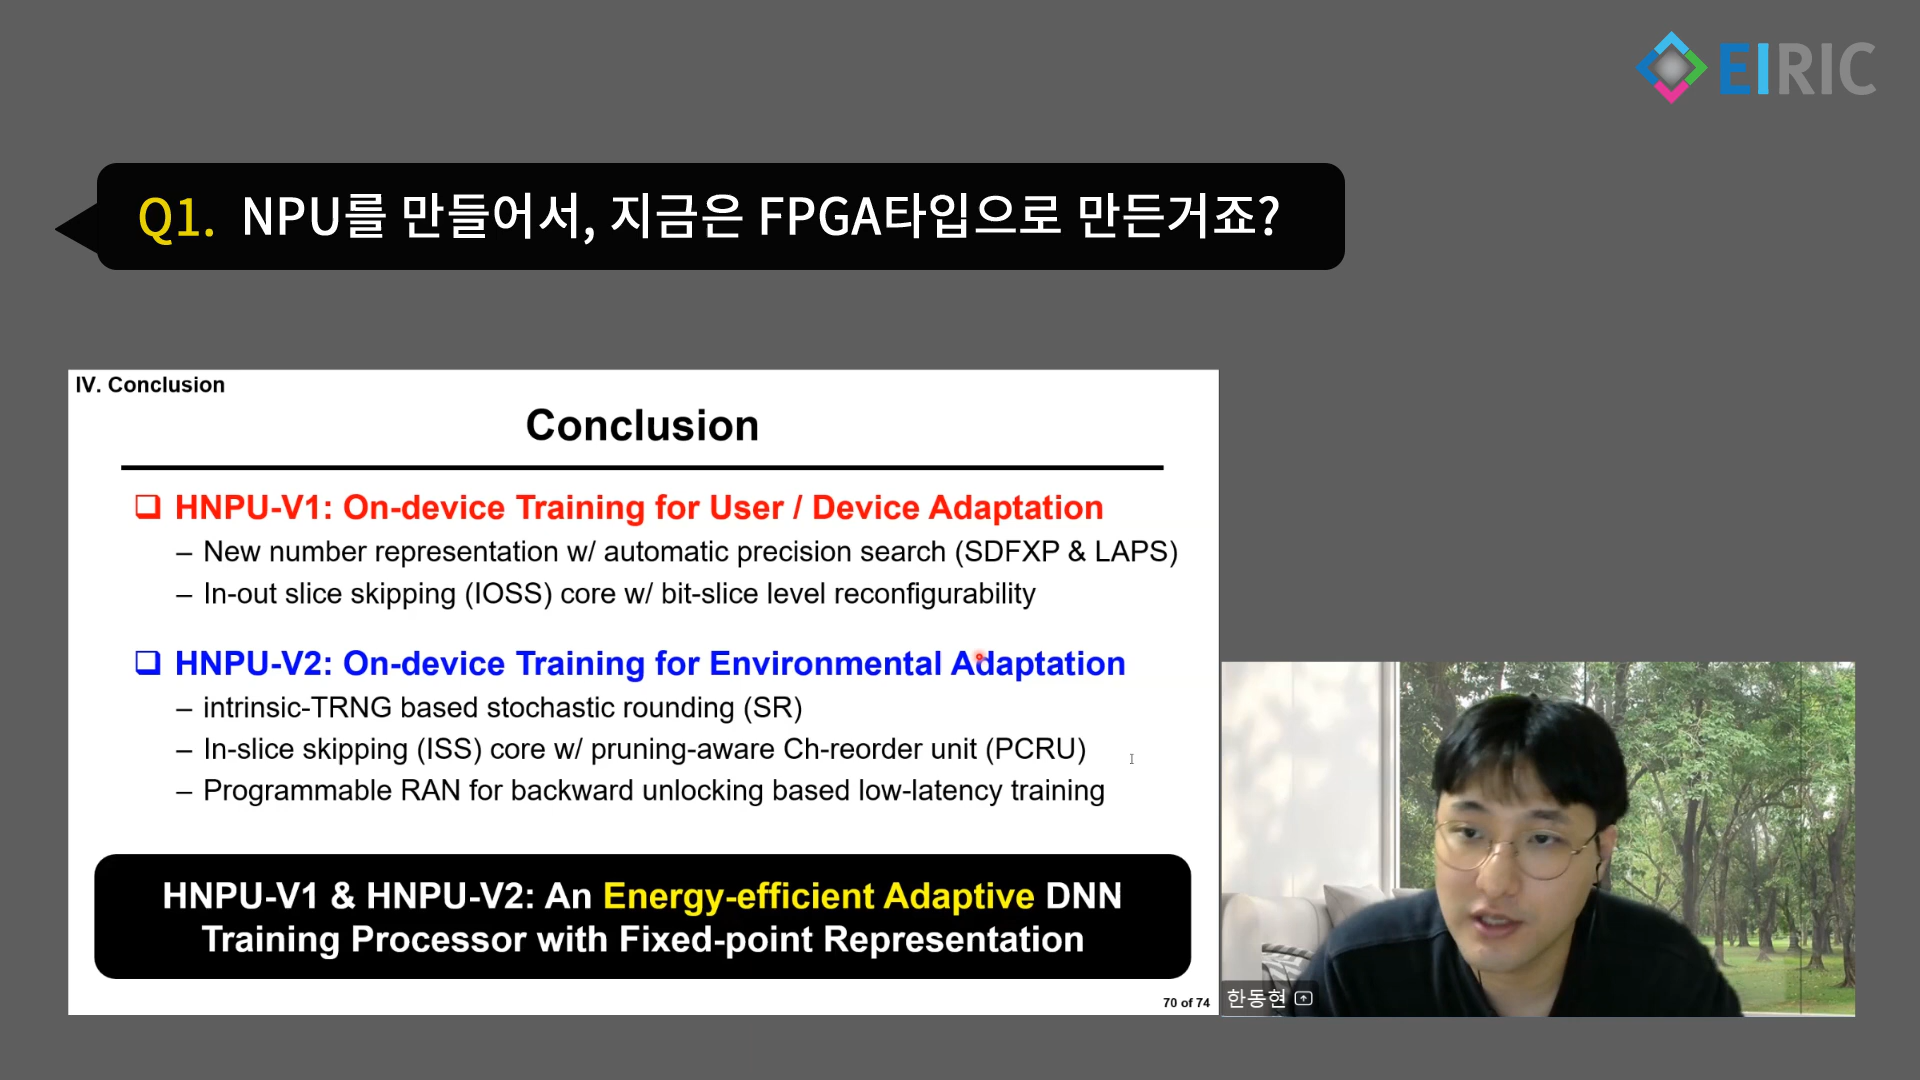 EIRIC
Q1. NPU를 만들어서, 지금은 FPGA타입으로 만든거죠?
IV. Conclusion
Conclusion
❑ HNPU-V1: On-device Training for User / Device Adaptation
– New number representation w/ automatic precision search (SDFXP & LAPS)
– In-out slice skipping (IOSS) core w/ bit-slice level reconfigurability
❑ HNPU-V2: On-device Training for Environmental Adaptation
– intrinsic-TRNG based stochastic rounding (SR)
– In-slice skipping (ISS) core w/ pruning-aware Ch-reorder unit (PCRU)
– Programmable RAN for backward unlocking based low-latency training
HNPU-V1 & HNPU-V2: An Energy-efficient Adaptive DNN
Training Processor with Fixed-point Representation
70 of 74
한동현